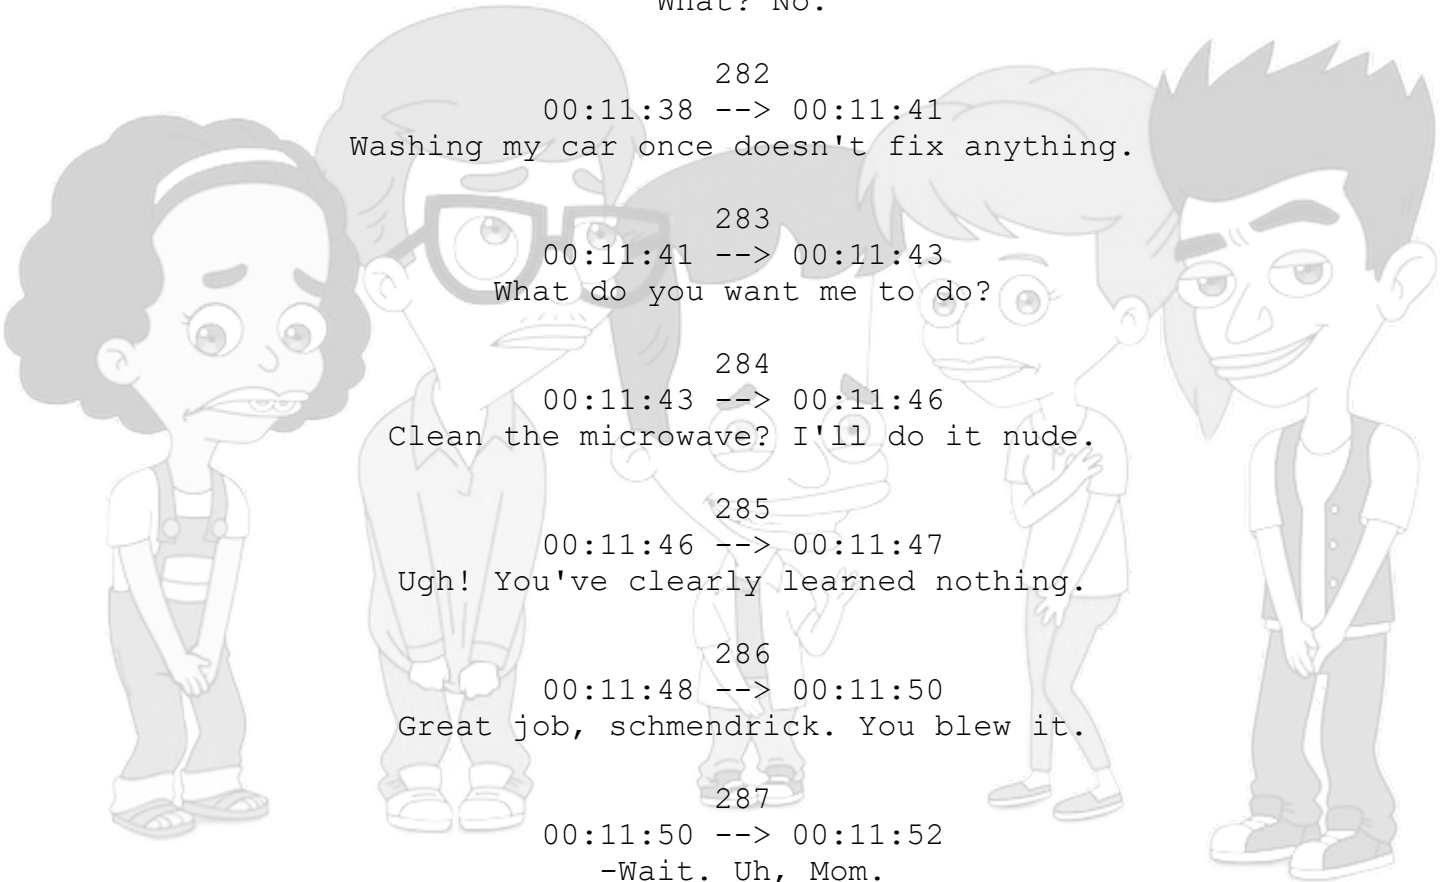 What? No.
282
00:11:38 --> 00:11:41
Washing my car once doesn't fix anything.
283
00:11:41 --> 00:11:43
What do you want me to do?
284
00:11:43 --> 00:11:46
Clean the microwave? I'll do it nude.
285
00:11:46 --> 00:11:47
Ugh! You've clearly learned nothing.
286
00:11:48 --> 00:11:50
Great job, schmendrick. You blew it.
287
00:11:50 --> 00:11:52
-Wait. Uh, Mom.